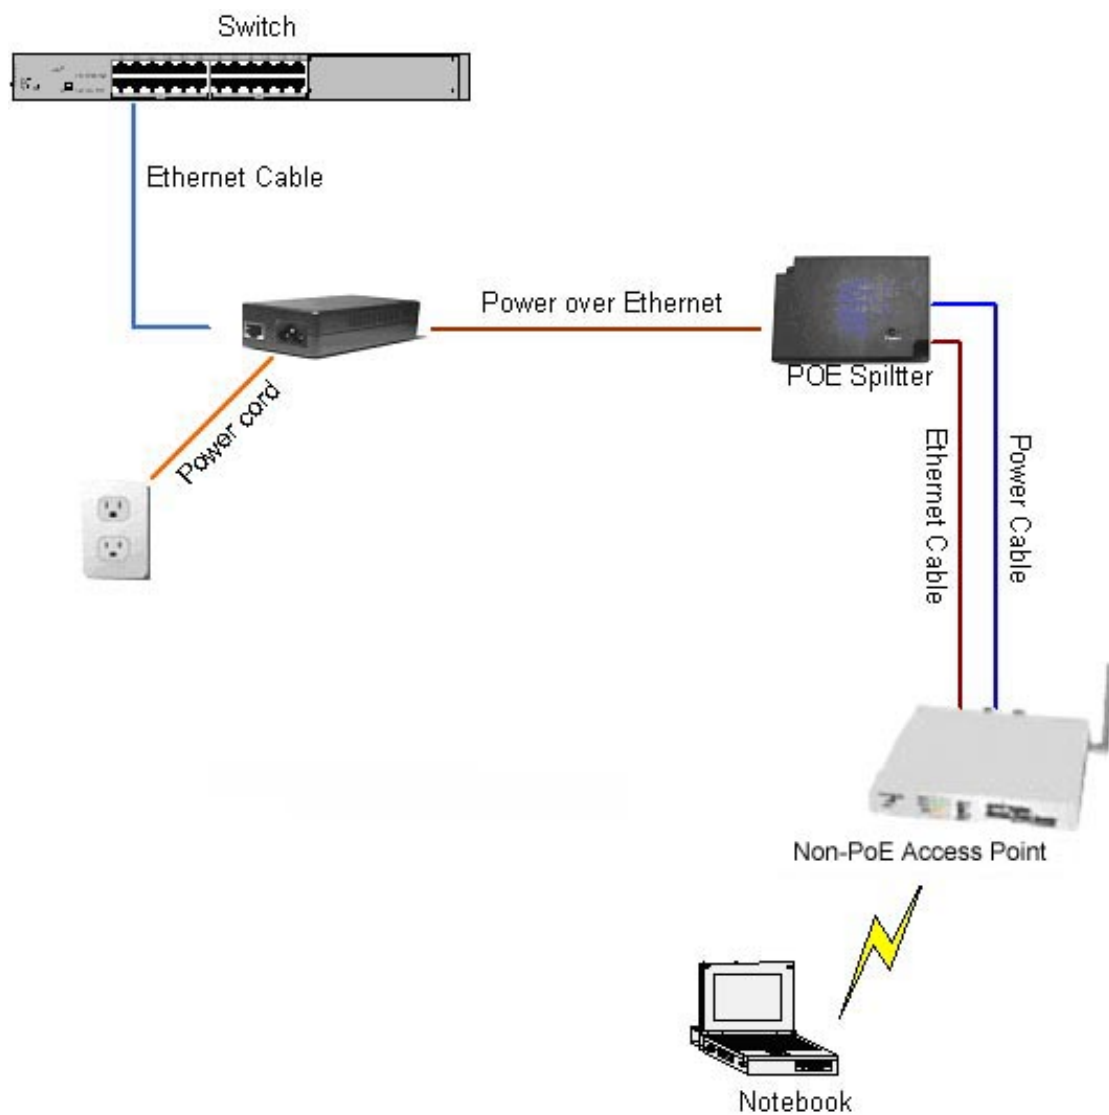 Switch
Ethernet Cable
Power over Ethernet
POE Spiltter
Power cord
Ethernet Cable
Power Cable
Non-PoE Access Point
Notebook